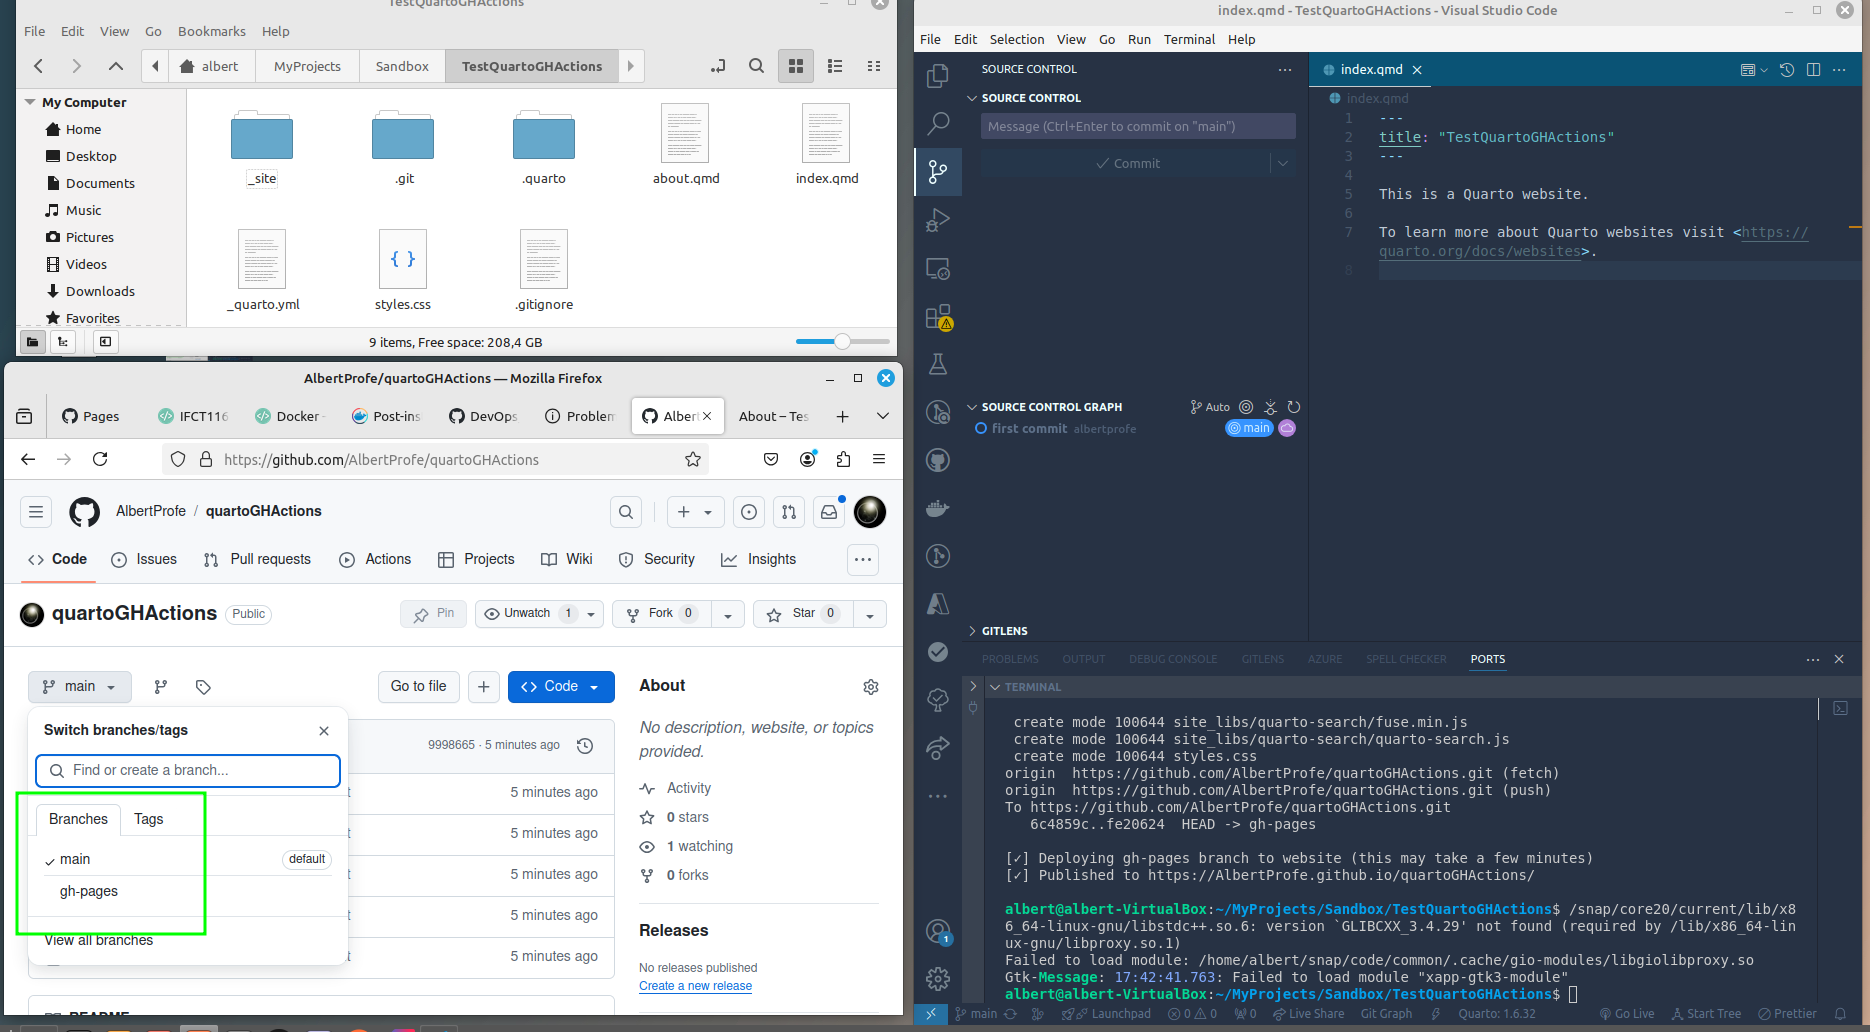 TestQuartoGHActions
File Edit View Go Bookmarks Help
albert MyProjects Sandbox TestQuartoGHActions
My Computer
Home
Desktop
Documents
Music
Pictures
Videos
Downloads
Favorites
_site .git .quarto about.qmd index.qmd
_quarto.yml styles.css .gitignore
9 items, Free space: 208,4 GB
AlbertProfe/quartoGHActions — Mozilla Firefox
Pages IFCT116 Docker - Post-ins DevOps Problem Albert About – Tes
https://github.com/AlbertProfe/quartoGHActions
AlbertProfe / quartoGHActions
Code Issues Pull requests Actions Projects Wiki Security Insights
quartoGHActions Public Pin Unwatch 1 Fork 0 Star 0
main Go to file Code
Switch branches/tags
Find or create a branch...
Branches Tags
main default
gh-pages
View all branches
9998665 · 5 minutes ago
5 minutes ago
5 minutes ago
5 minutes ago
5 minutes ago
5 minutes ago
README
About
No description, website, or topics
provided.
Activity
0 stars
1 watching
0 forks
Releases
No releases published
Create a new release
index.qmd - TestQuartoGHActions - Visual Studio Code
File Edit Selection View Go Run Terminal Help
SOURCE CONTROL
SOURCE CONTROL
Message (Ctrl+Enter to commit on "main")
Commit
SOURCE CONTROL GRAPH Auto
first commit albertprofe main
GITLENS
index.qmd
index.qmd
1 ---
2 title: "TestQuartoGHActions"
3 ---
4
5 This is a Quarto website.
6
7 To learn more about Quarto websites visit <https://
quarto.org/docs/websites>.
8
PROBLEMS OUTPUT DEBUG CONSOLE GITLENS AZURE SPELL CHECKER PORTS
TERMINAL
create mode 100644 site_libs/quarto-search/fuse.min.js
create mode 100644 site_libs/quarto-search/quarto-search.js
create mode 100644 styles.css
origin https://github.com/AlbertProfe/quartoGHActions.git (fetch)
origin https://github.com/AlbertProfe/quartoGHActions.git (push)
To https://github.com/AlbertProfe/quartoGHActions.git
6c4859c..fe20624 HEAD -> gh-pages
[✓] Deploying gh-pages branch to website (this may take a few minutes)
[✓] Published to https://AlbertProfe.github.io/quartoGHActions/
albert@albert-VirtualBox:~/MyProjects/Sandbox/TestQuartoGHActions$ /snap/core20/current/lib/x8
6_64-linux-gnu/libstdc++.so.6: version `GLIBCXX_3.4.29' not found (required by /lib/x86_64-lin
ux-gnu/libproxy.so.1)
Failed to load module: /home/albert/snap/code/common/.cache/gio-modules/libgiolibproxy.so
Gtk-Message: 17:42:41.763: Failed to load module "xapp-gtk3-module"
albert@albert-VirtualBox:~/MyProjects/Sandbox/TestQuartoGHActions$
1
main Launchpad 0 0 0 Live Share Git Graph Quarto: 1.6.32 Go Live Start Tree Prettier